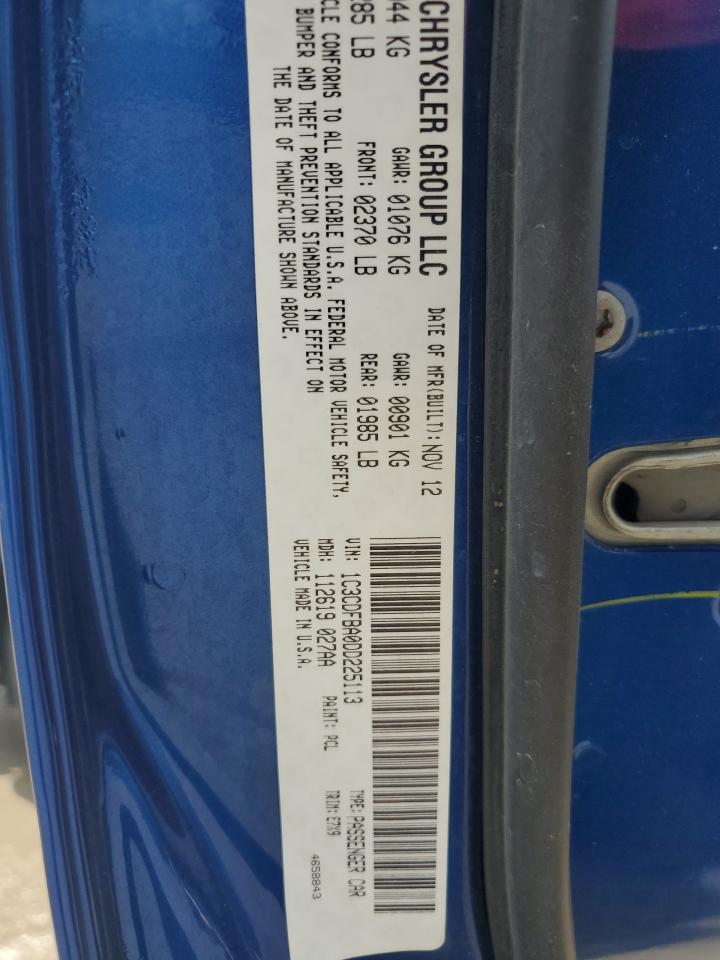 CHRYSLER GROUP LLC
DATE OF MFR(BUILT): NOV 12
044 KG GAWR: 01076 KG GAWR: 00901 KG
285 LB FRONT: 02370 LB REAR: 01985 LB
CLE CONFORMS TO ALL APPLICABLE U.S.A. FEDERAL MOTOR VEHICLE SAFETY,
BUMPER AND THEFT PREVENTION STANDARDS IN EFFECT ON
THE DATE OF MANUFACTURE SHOWN ABOVE.
VIN: 1C3CDFBA0DD225113 TYPE: PASSENGER CAR
MDH: 112619 027AA PAINT: PCL TRIM: E7X9
VEHICLE MADE IN U.S.A. 4658843